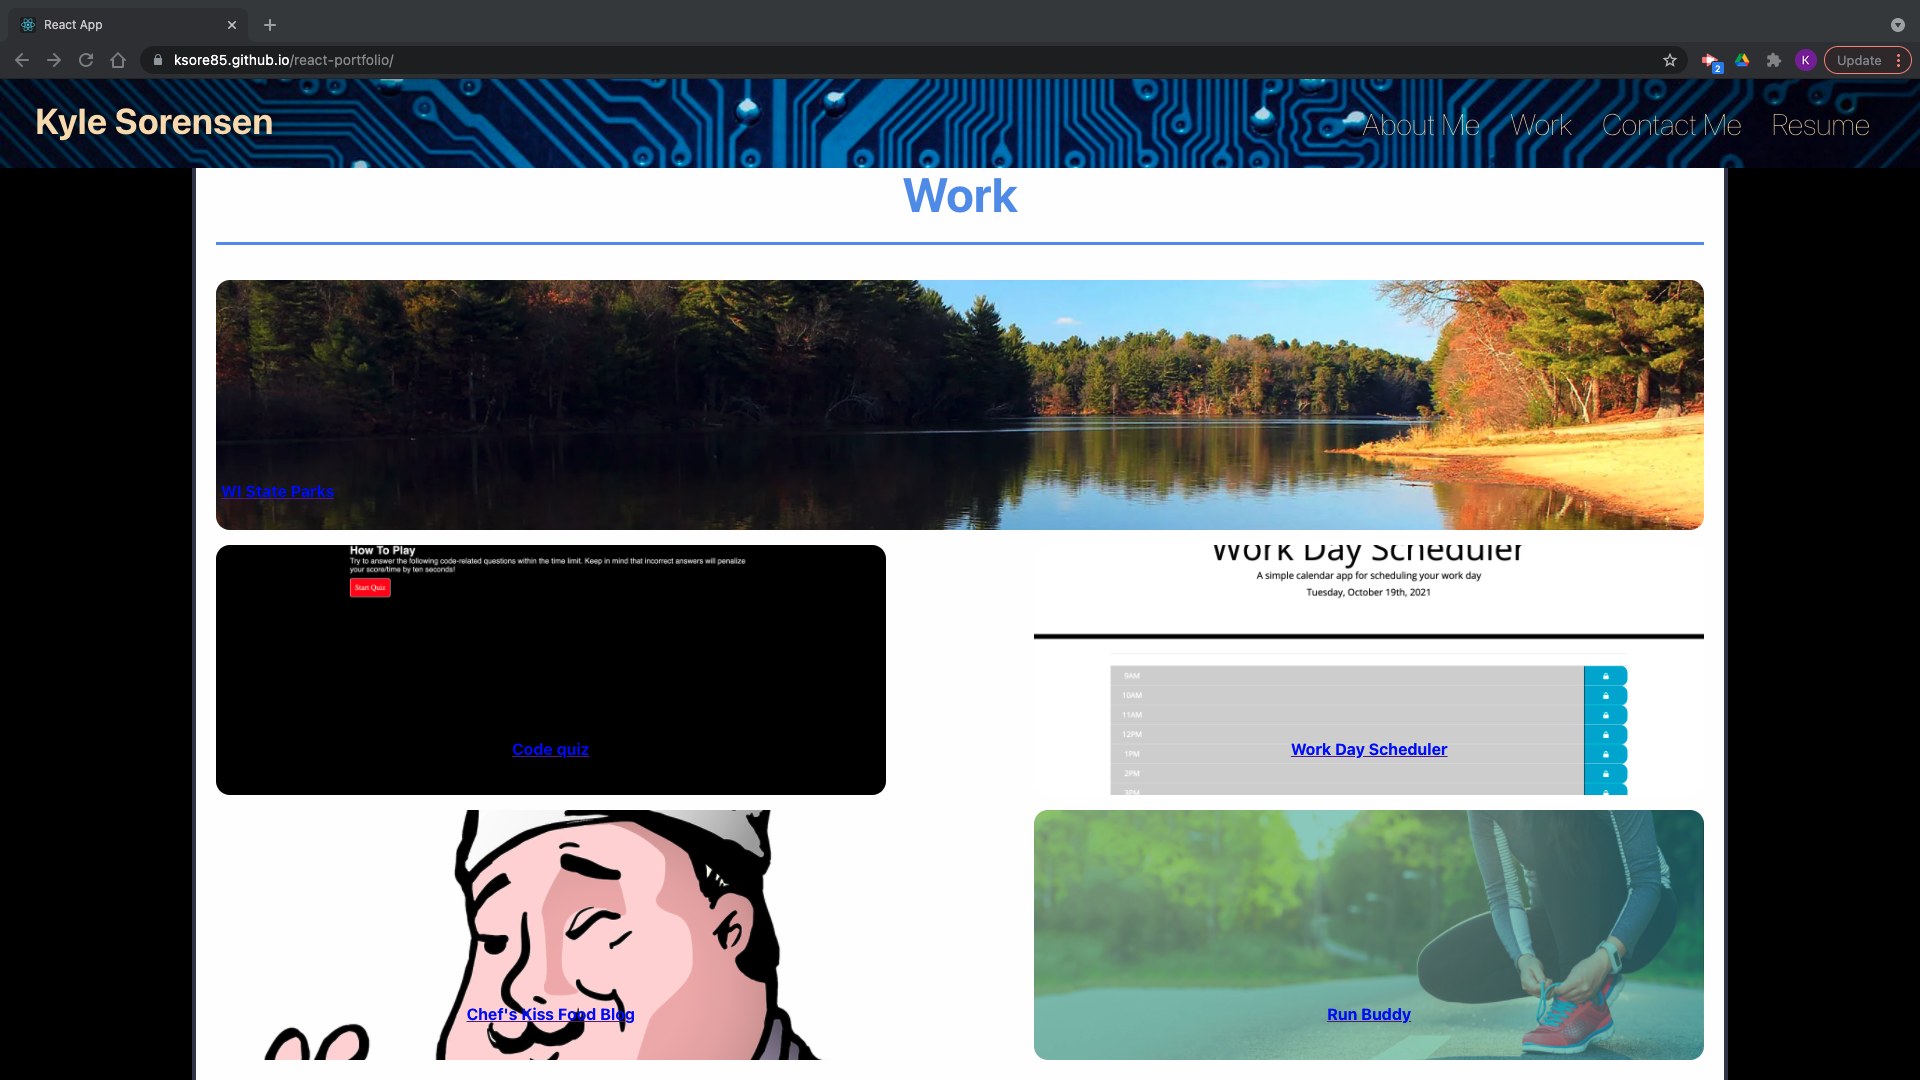 React App
ksore85.github.io/react-portfolio/
2
K
Update
Kyle Sorensen
About Me
Work
Contact Me
Resume
Work
WI State Parks
How To Play
Try to answer the following code-related questions within the time limit. Keep in mind that incorrect answers will penalize
your score/time by ten seconds!
Start Quiz
Code quiz
Work Day Scheduler
A simple calendar app for scheduling your work day
Tuesday, October 19th, 2021
9AM
10AM
11AM
12PM
1PM
2PM
3PM
Work Day Scheduler
Chef's Kiss Food Blog
Run Buddy